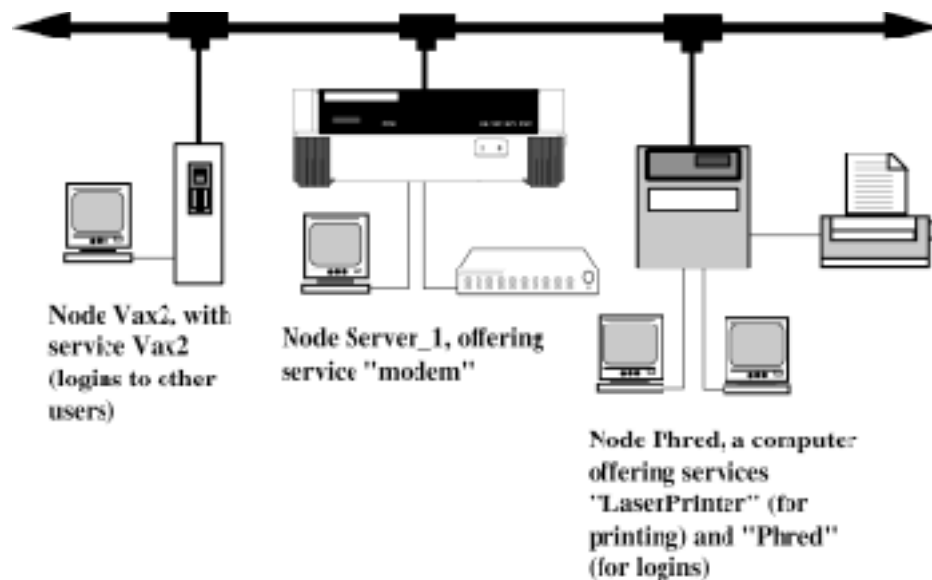 Node Vax2, with
service Vax2
(logins to other
users)
Node Server_1, offering
service "modem"
Node Phred, a computer
offering services
"LaserPrinter" (for
printing) and "Phred"
(for logins)